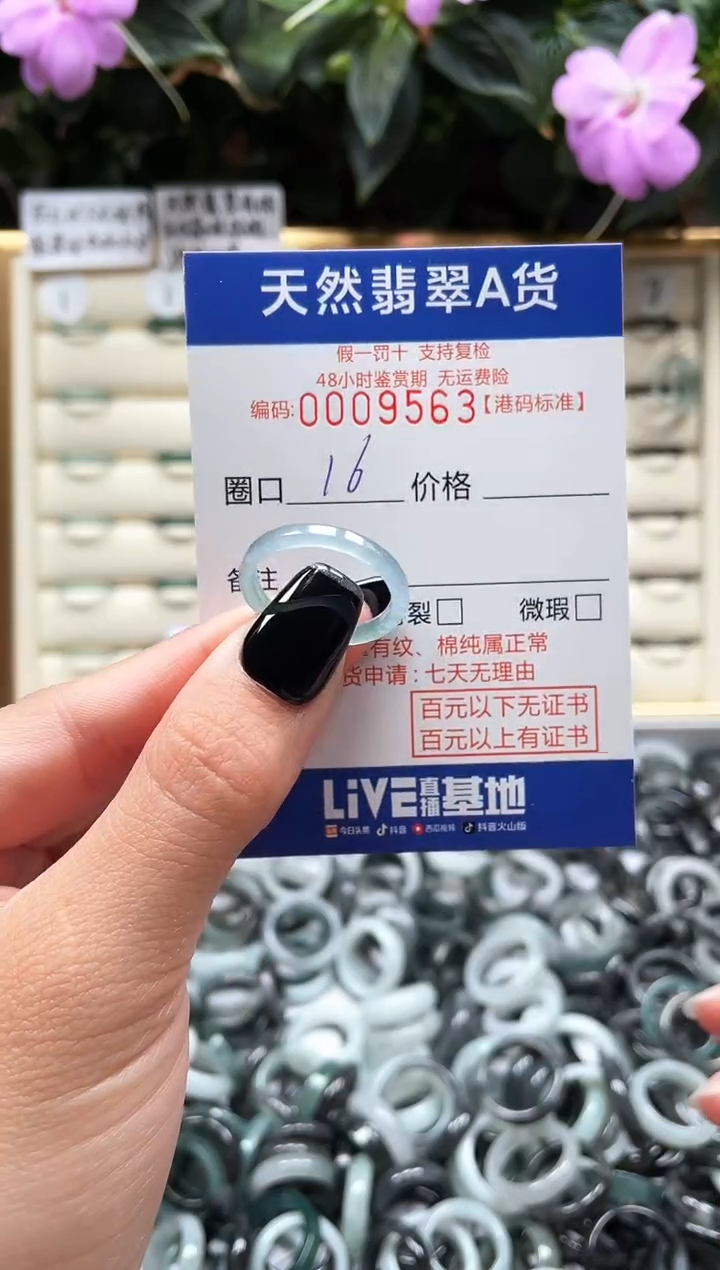 天然翡翠A货
假一罚十 支持复检
48小时鉴赏期 无运费险
编码:0009563【港码标准】
圈口 16 价格
备注
裂□ 微瑕□
有纹、棉纯属正常
货申请:七天无理由
百元以下无证书
百元以上有证书
LIVE直播基地
今日头条 抖音 西瓜视频 抖音火山版